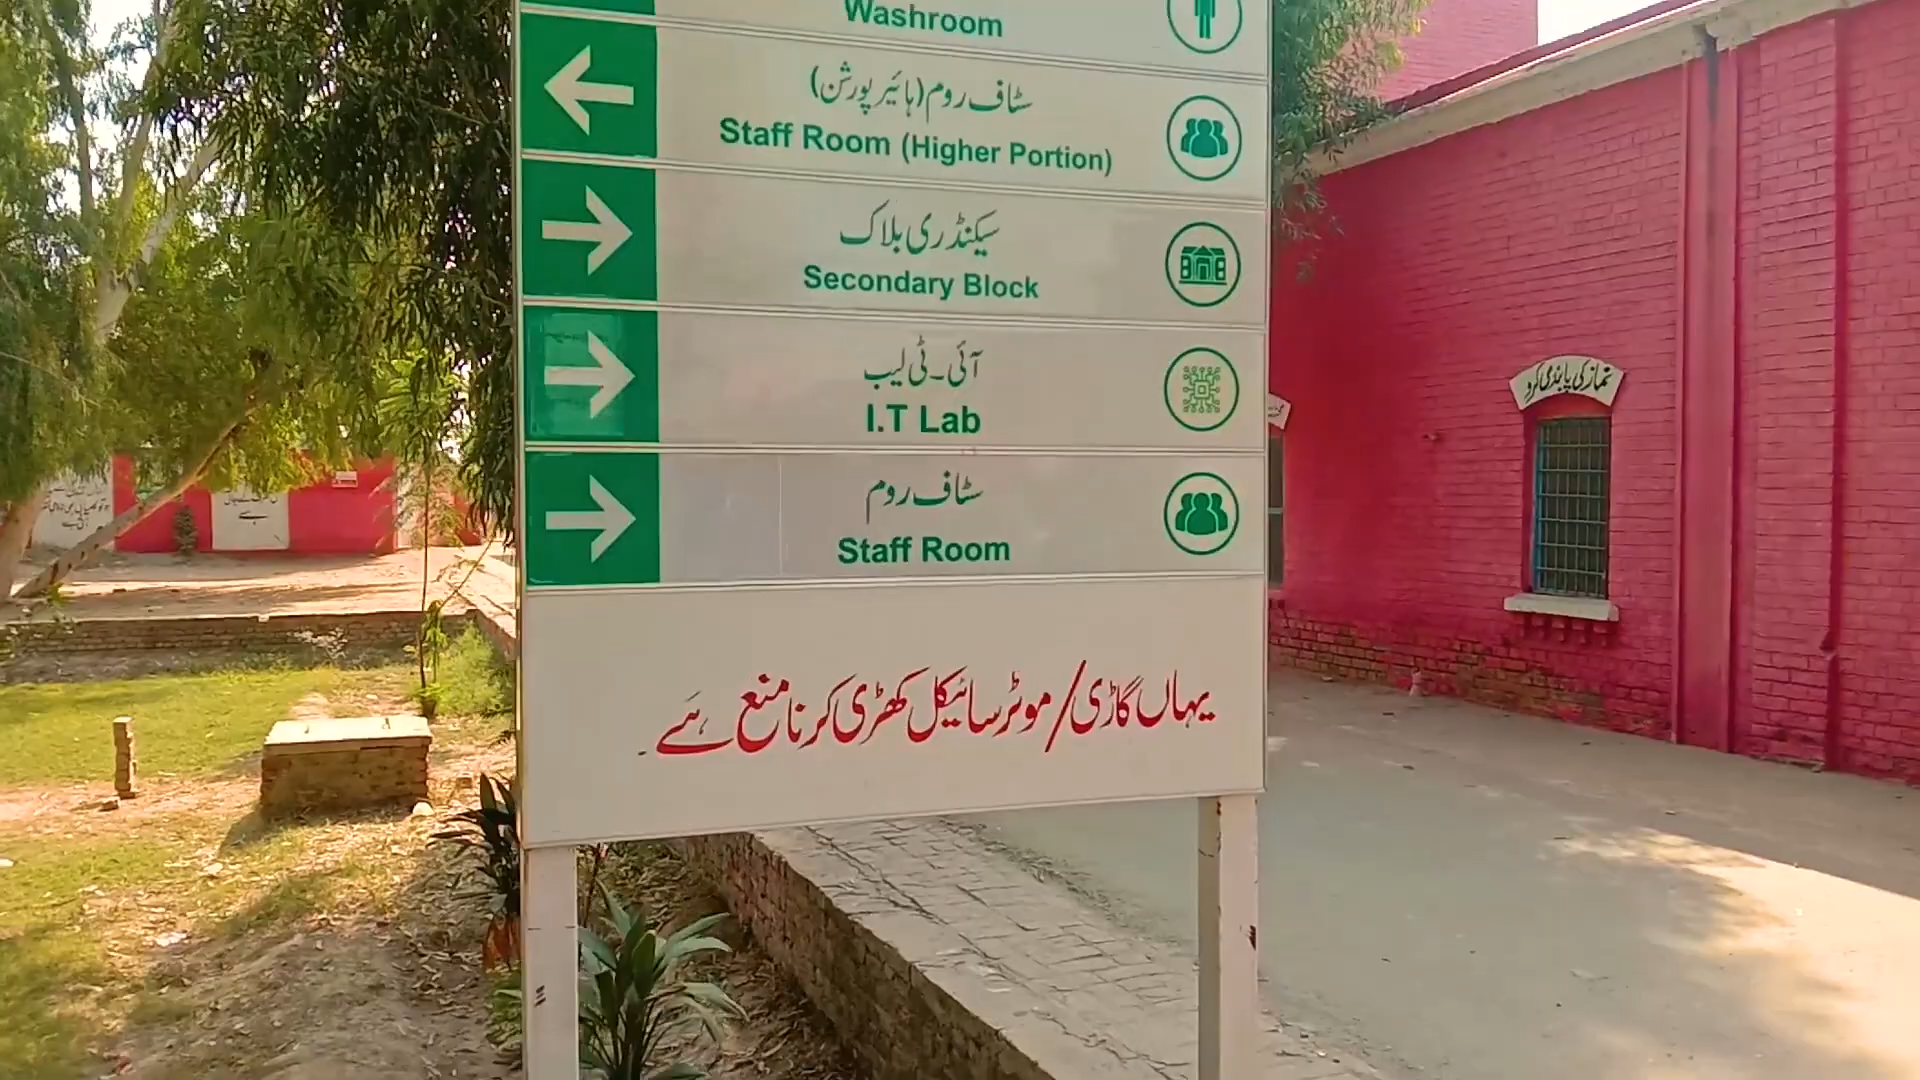 Washroom
سٹاف روم (ہائیر پورشن)
Staff Room (Higher Portion)
سیکنڈری بلاک
Secondary Block
آئی۔ٹی لیب
I.T Lab
سٹاف روم
Staff Room
یہاں گاڑی/موٹر سائیکل کھڑی کرنا منع ہے
نماز کی پابندی کرو